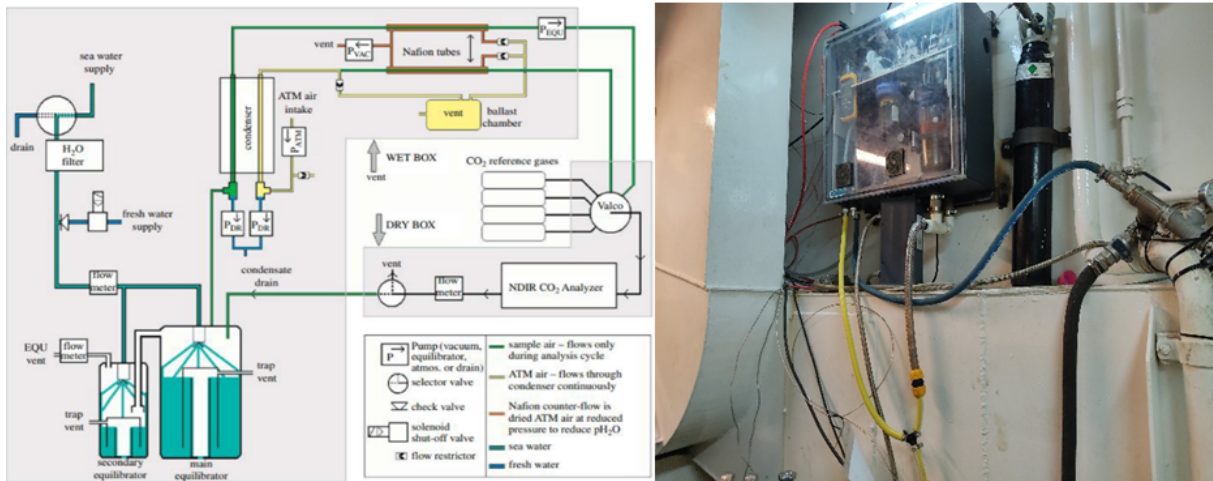 sea water
supply
drain
H2O
filter
fresh water
supply
flow
meter
EQU
vent
flow
meter
trap
vent
trap
vent
secondary
equilibrator
main
equilibrator
vent
PVAC
Nafion tubes
PEQU
ATM air
intake
PATM
condenser
vent
ballast
chamber
WET BOX
vent
DRY BOX
CO2 reference gases
Valco
PDR
PDR
condensate
drain
vent
flow
meter
NDIR CO2 Analyzer
P
Pump (vacuum,
equilibrator,
atmos. or drain)
selector valve
check valve
solenoid
shut-off valve
flow restrictor
sample air – flows only
during analysis cycle
ATM air – flows through
condenser continuously
Nafion counter-flow is
dried ATM air at reduced
pressure to reduce pH2O
sea water
fresh water